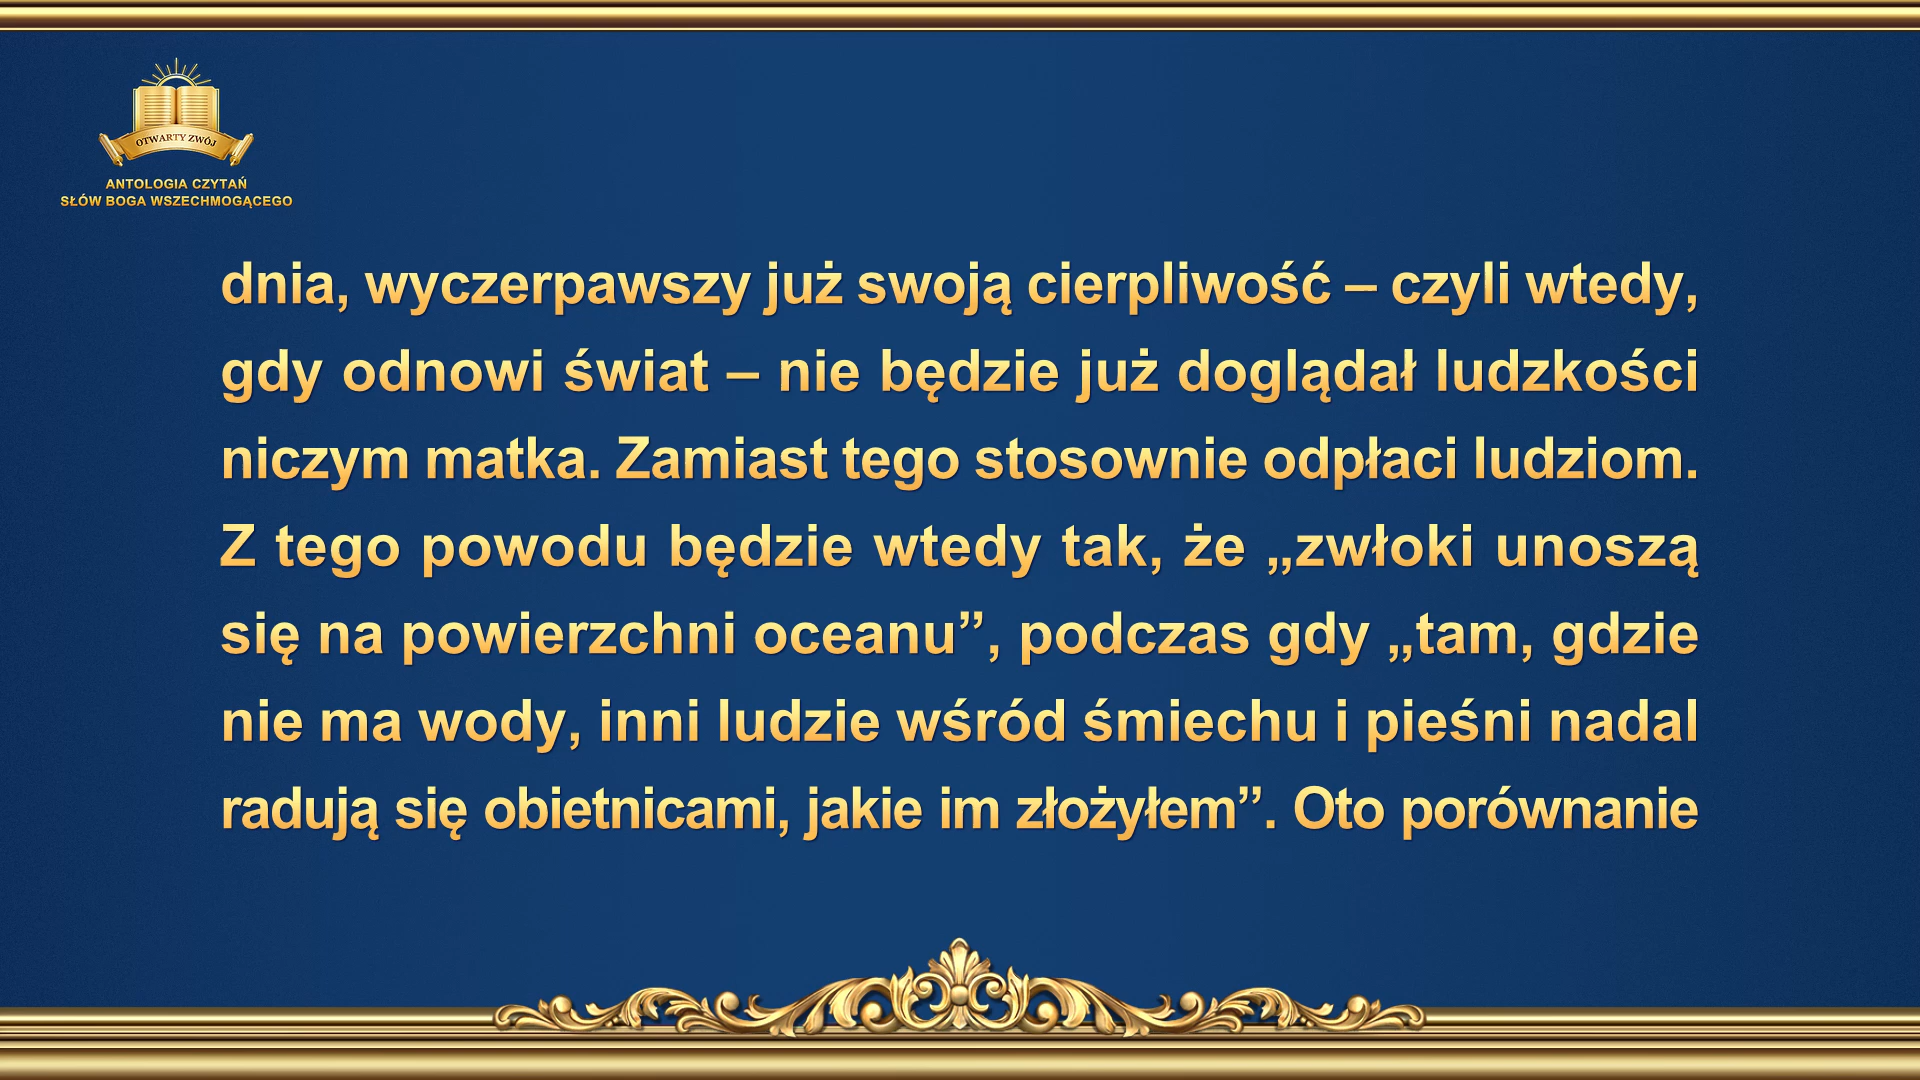 OTWARTY ZWÓJ
ANTOLOGIA CZYTAŃ
SŁÓW BOGA WSZECHMOGĄCEGO
dnia, wyczerpawszy już swoją cierpliwość – czyli wtedy,
gdy odnowi świat – nie będzie już doglądał ludzkości
niczym matka. Zamiast tego stosownie odpłaci ludziom.
Z tego powodu będzie wtedy tak, że „zwłoki unoszą
się na powierzchni oceanu”, podczas gdy „tam, gdzie
nie ma wody, inni ludzie wśród śmiechu i pieśni nadal
radują się obietnicami, jakie im złożyłem”. Oto porównanie